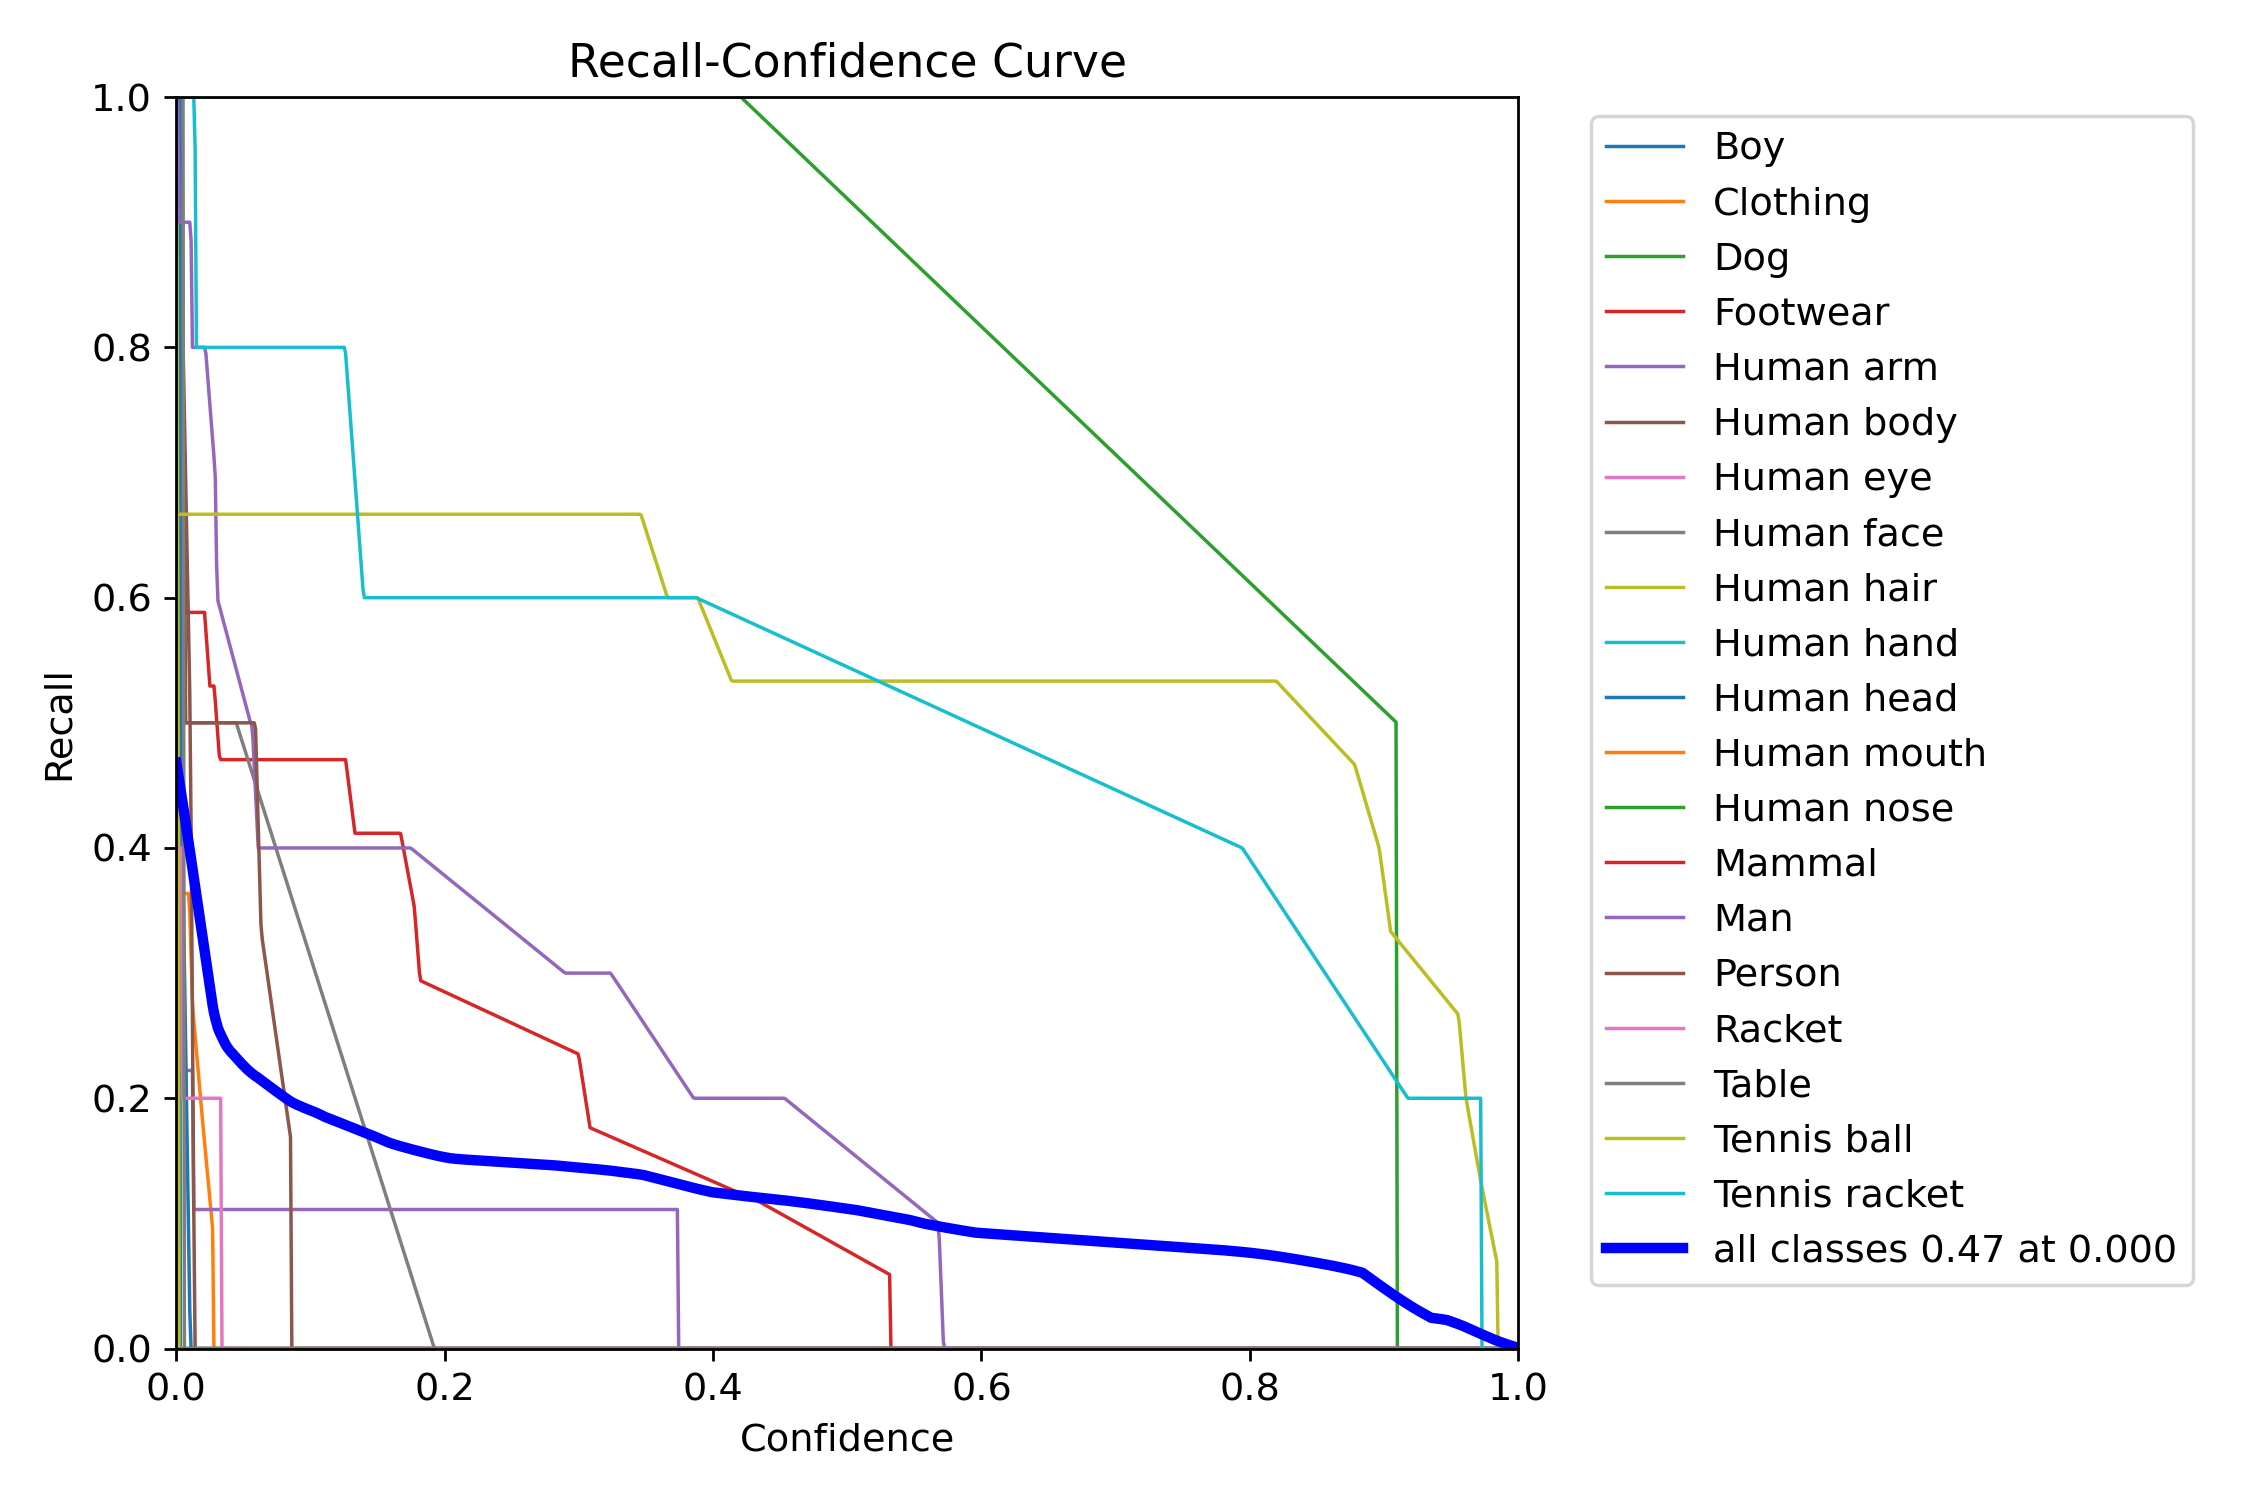 Recall-Confidence Curve
1.0
0.8
0.6
0.4
0.2
0.0
Recall
0.0 0.2 0.4 0.6 0.8 1.0
Confidence
Boy
Clothing
Dog
Footwear
Human arm
Human body
Human eye
Human face
Human hair
Human hand
Human head
Human mouth
Human nose
Mammal
Man
Person
Racket
Table
Tennis ball
Tennis racket
all classes 0.47 at 0.000